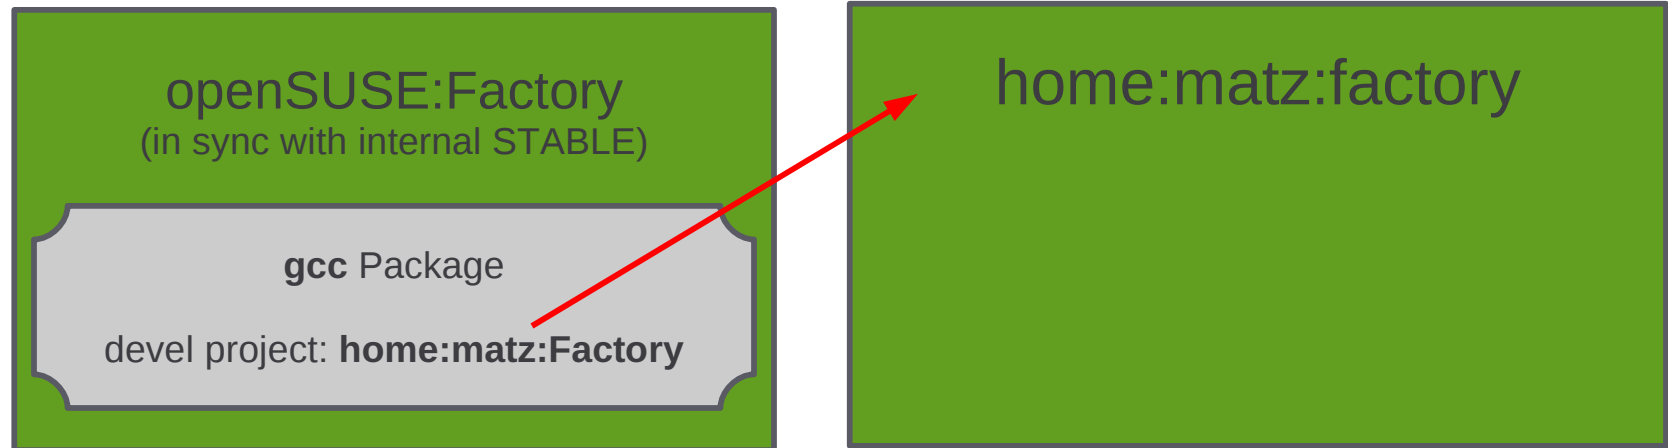 openSUSE:Factory
(in sync with internal STABLE)
gcc Package
devel project: home:matz:Factory
home:matz:factory